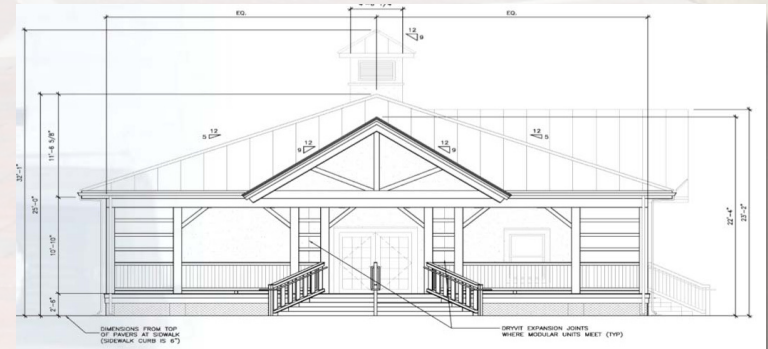 EQ.
EQ.
12
9
12
5
12
9
12
9
12
5
32'-1"
25'-0"
11'-6 5/8"
10'-10"
2'-6"
22'-4"
23'-2"
DIMENSIONS FROM TOP
OF PAVERS AT SIDWALK
(SIDEWALK CURB IS 6")
DRYVIT EXPANSION JOINTS
WHERE MODULAR UNITS MEET (TYP)